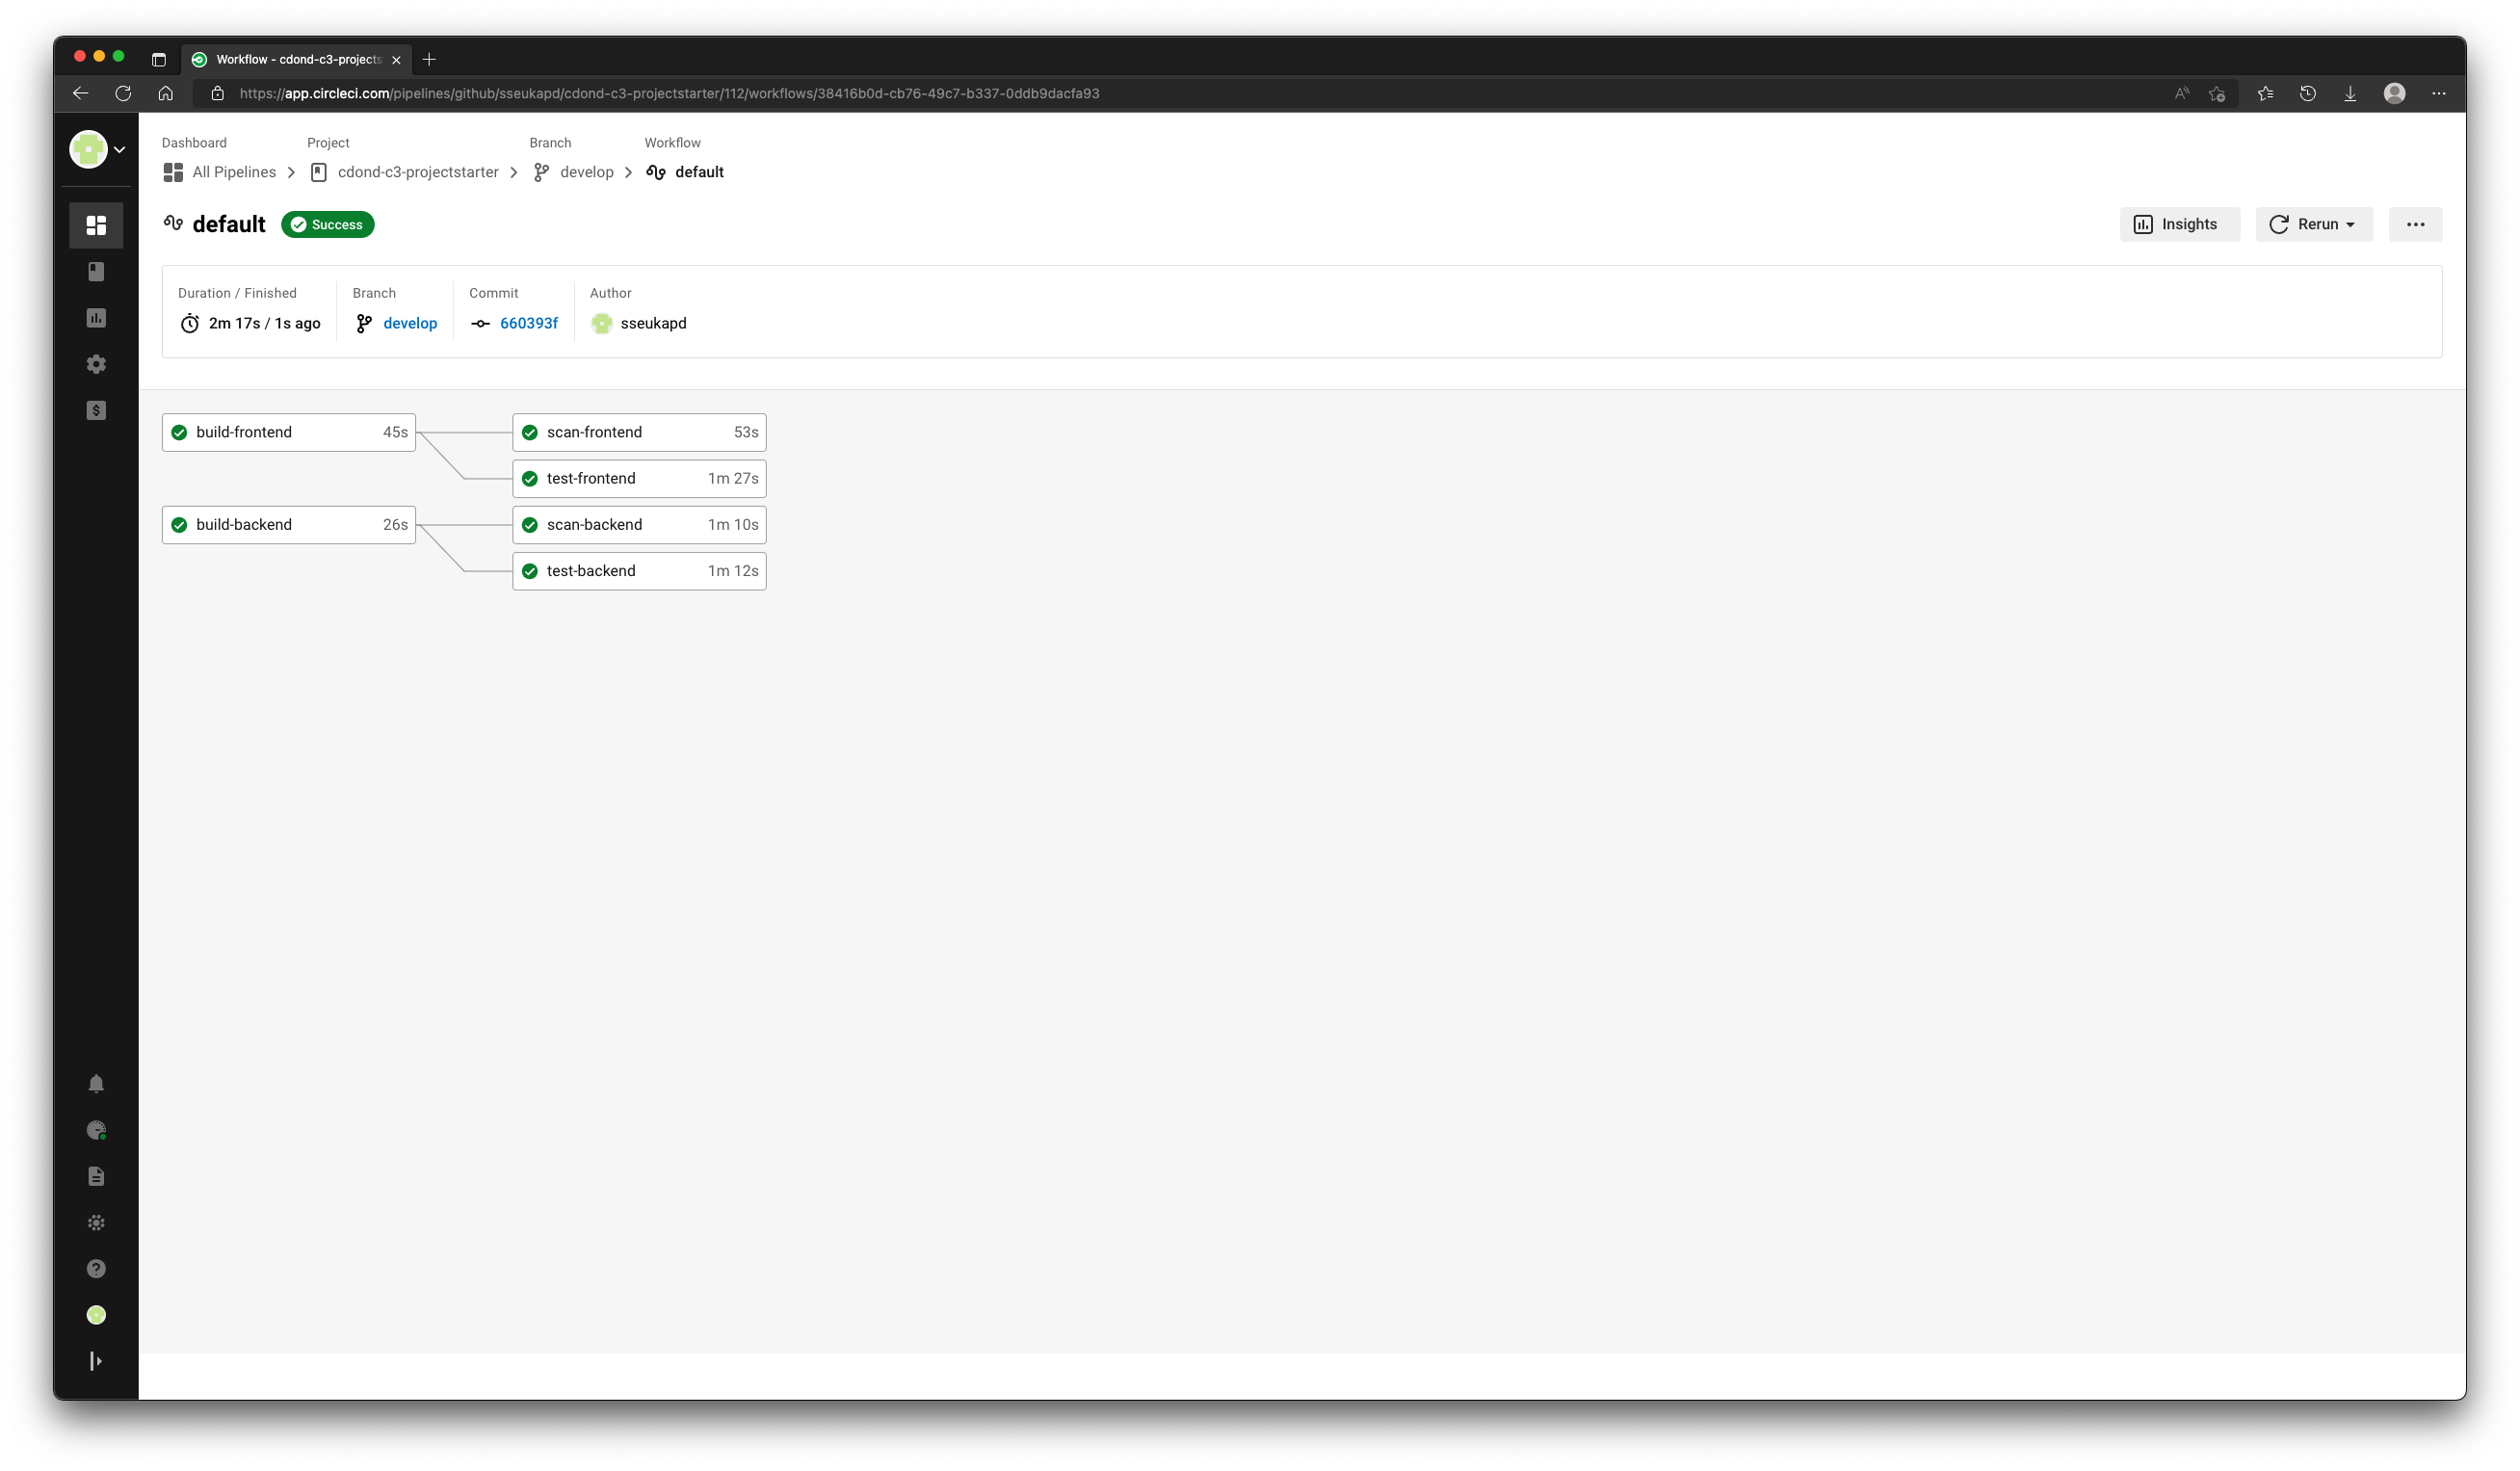 Workflow - cdond-c3-projects
https://app.circleci.com/pipelines/github/sseukapd/cdond-c3-projectstarter/112/workflows/38416b0d-cb76-49c7-b337-0ddb9dacfa93
Dashboard Project Branch Workflow
All Pipelines cdond-c3-projectstarter develop default
default Success Insights Rerun
Duration / Finished Branch Commit Author
2m 17s / 1s ago develop 660393f sseukapd
build-frontend 45s scan-frontend 53s
test-frontend 1m 27s
build-backend 26s scan-backend 1m 10s
test-backend 1m 12s